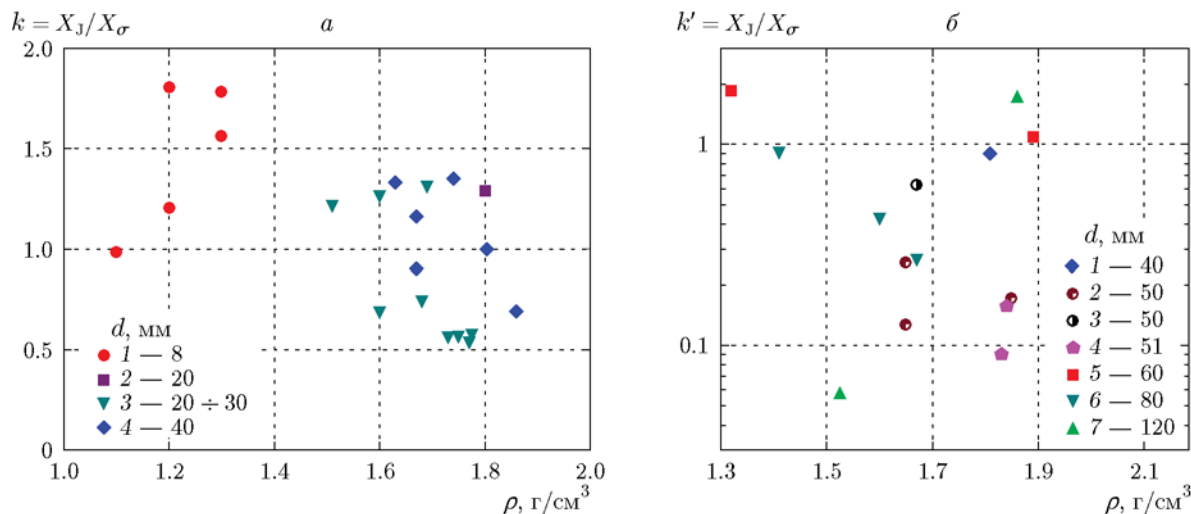 k = X_J/X_σ
а
2.0
1.5
1.0
0.5
0
d, мм
1 — 8
2 — 20
3 — 20 ÷ 30
4 — 40
1.0 1.2 1.4 1.6 1.8 2.0
ρ, г/см³
k′ = X_J/X_σ
б
1
0.1
d, мм
1 — 40
2 — 50
3 — 50
4 — 51
5 — 60
6 — 80
7 — 120
1.3 1.5 1.7 1.9 2.1
ρ, г/см³